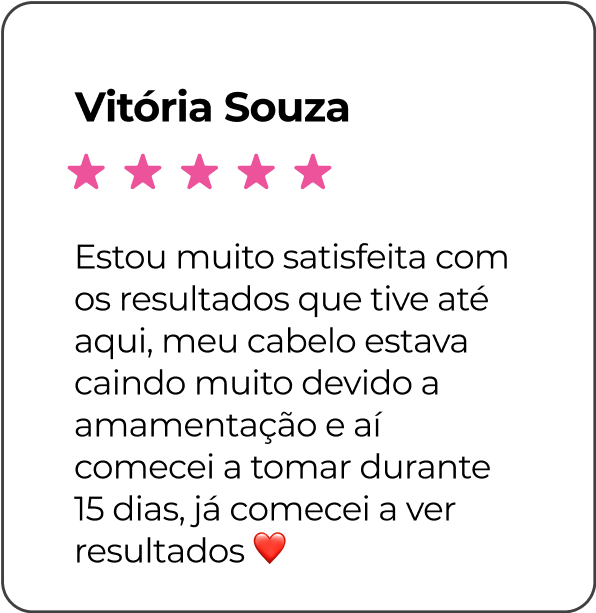 Vitória Souza
Estou muito satisfeita com
os resultados que tive até
aqui, meu cabelo estava
caindo muito devido a
amamentação e aí
comecei a tomar durante
15 dias, já comecei a ver
resultados ❤️